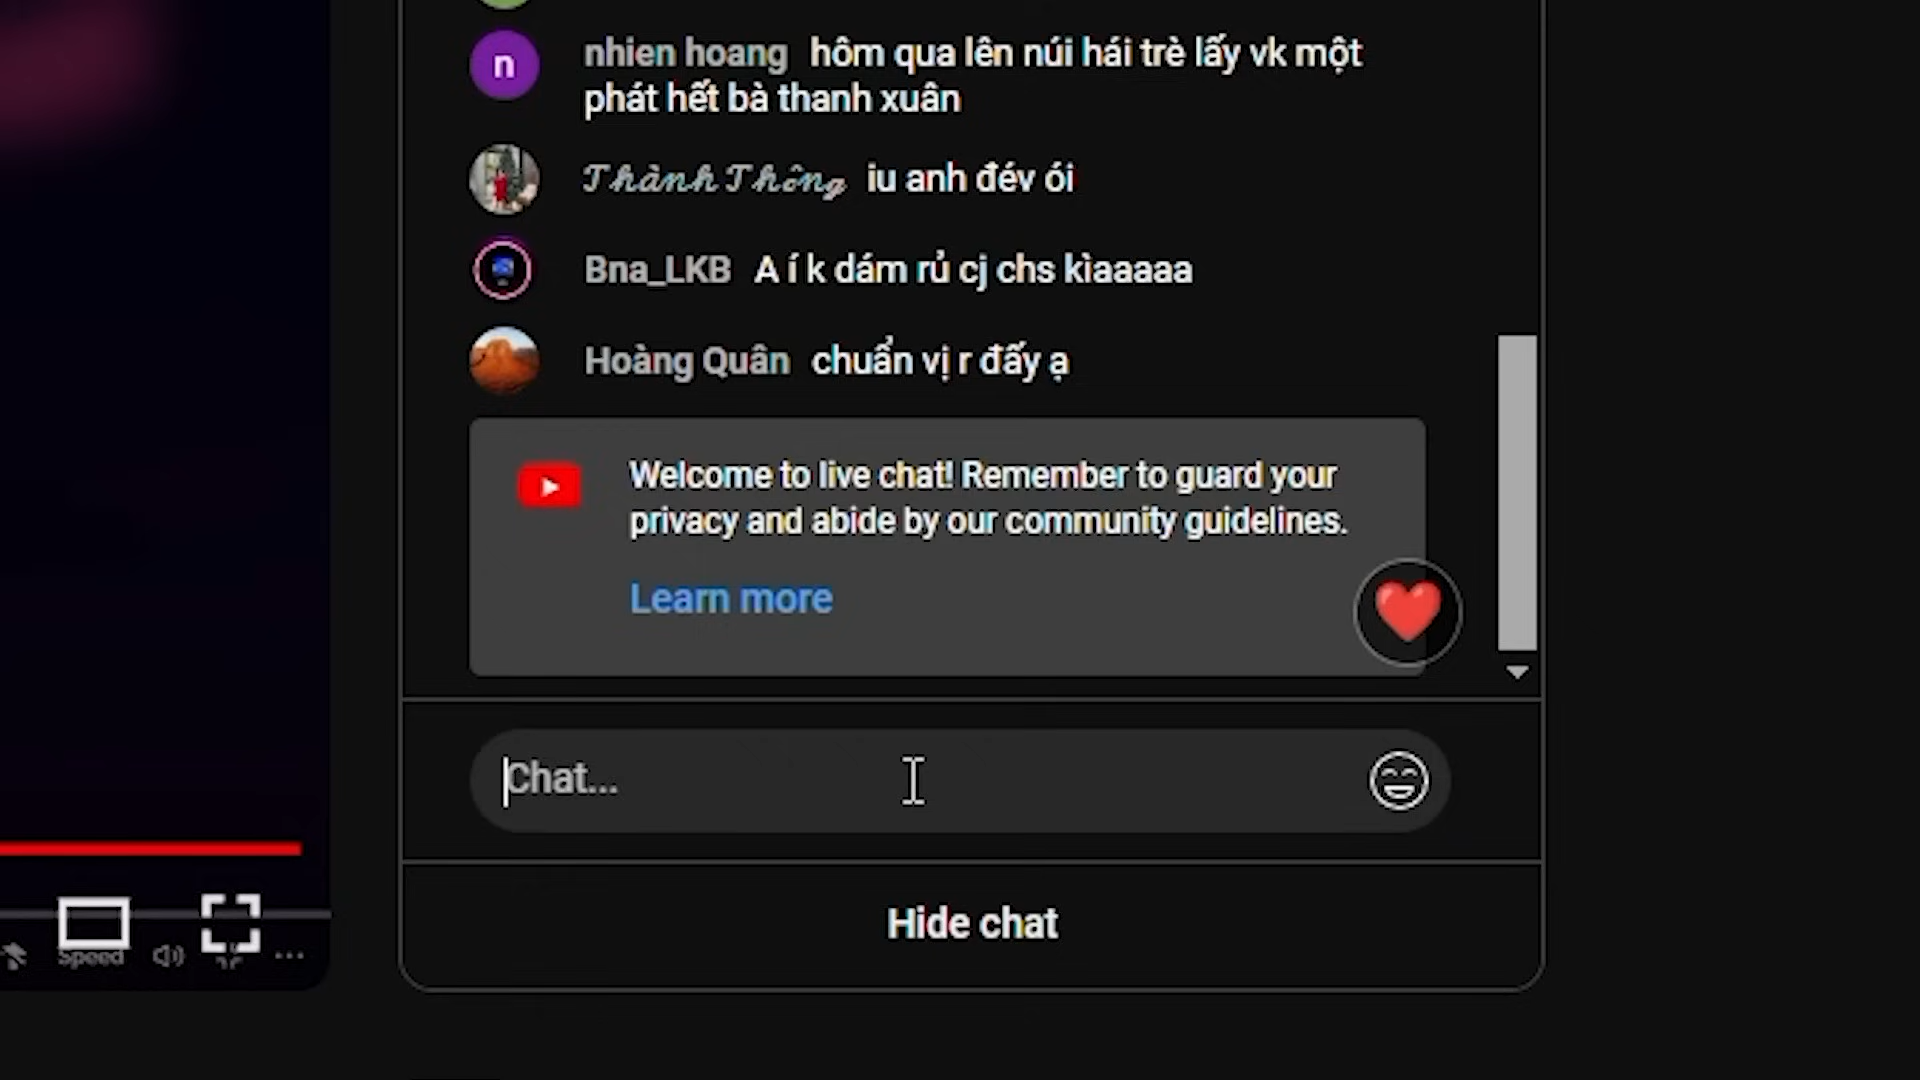 n
nhien hoang hôm qua lên núi hái trè lấy vk một
phát hết bà thanh xuân
Thành Thông iu anh đév ói
Bna_LKB A í k dám rủ cj chs kìaaaaa
Hoàng Quân chuẩn vị r đấy ạ
Welcome to live chat! Remember to guard your
privacy and abide by our community guidelines.
Learn more
Chat...
Speed
Hide chat